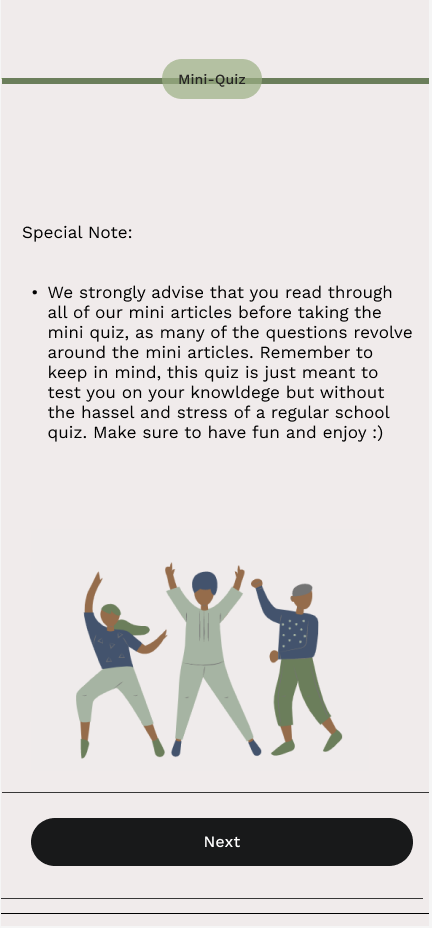 Mini-Quiz
Special Note:
• We strongly advise that you read through
all of our mini articles before taking the
mini quiz, as many of the questions revolve
around the mini articles. Remember to
keep in mind, this quiz is just meant to
test you on your knowldege but without
the hassel and stress of a regular school
quiz. Make sure to have fun and enjoy :)
Next